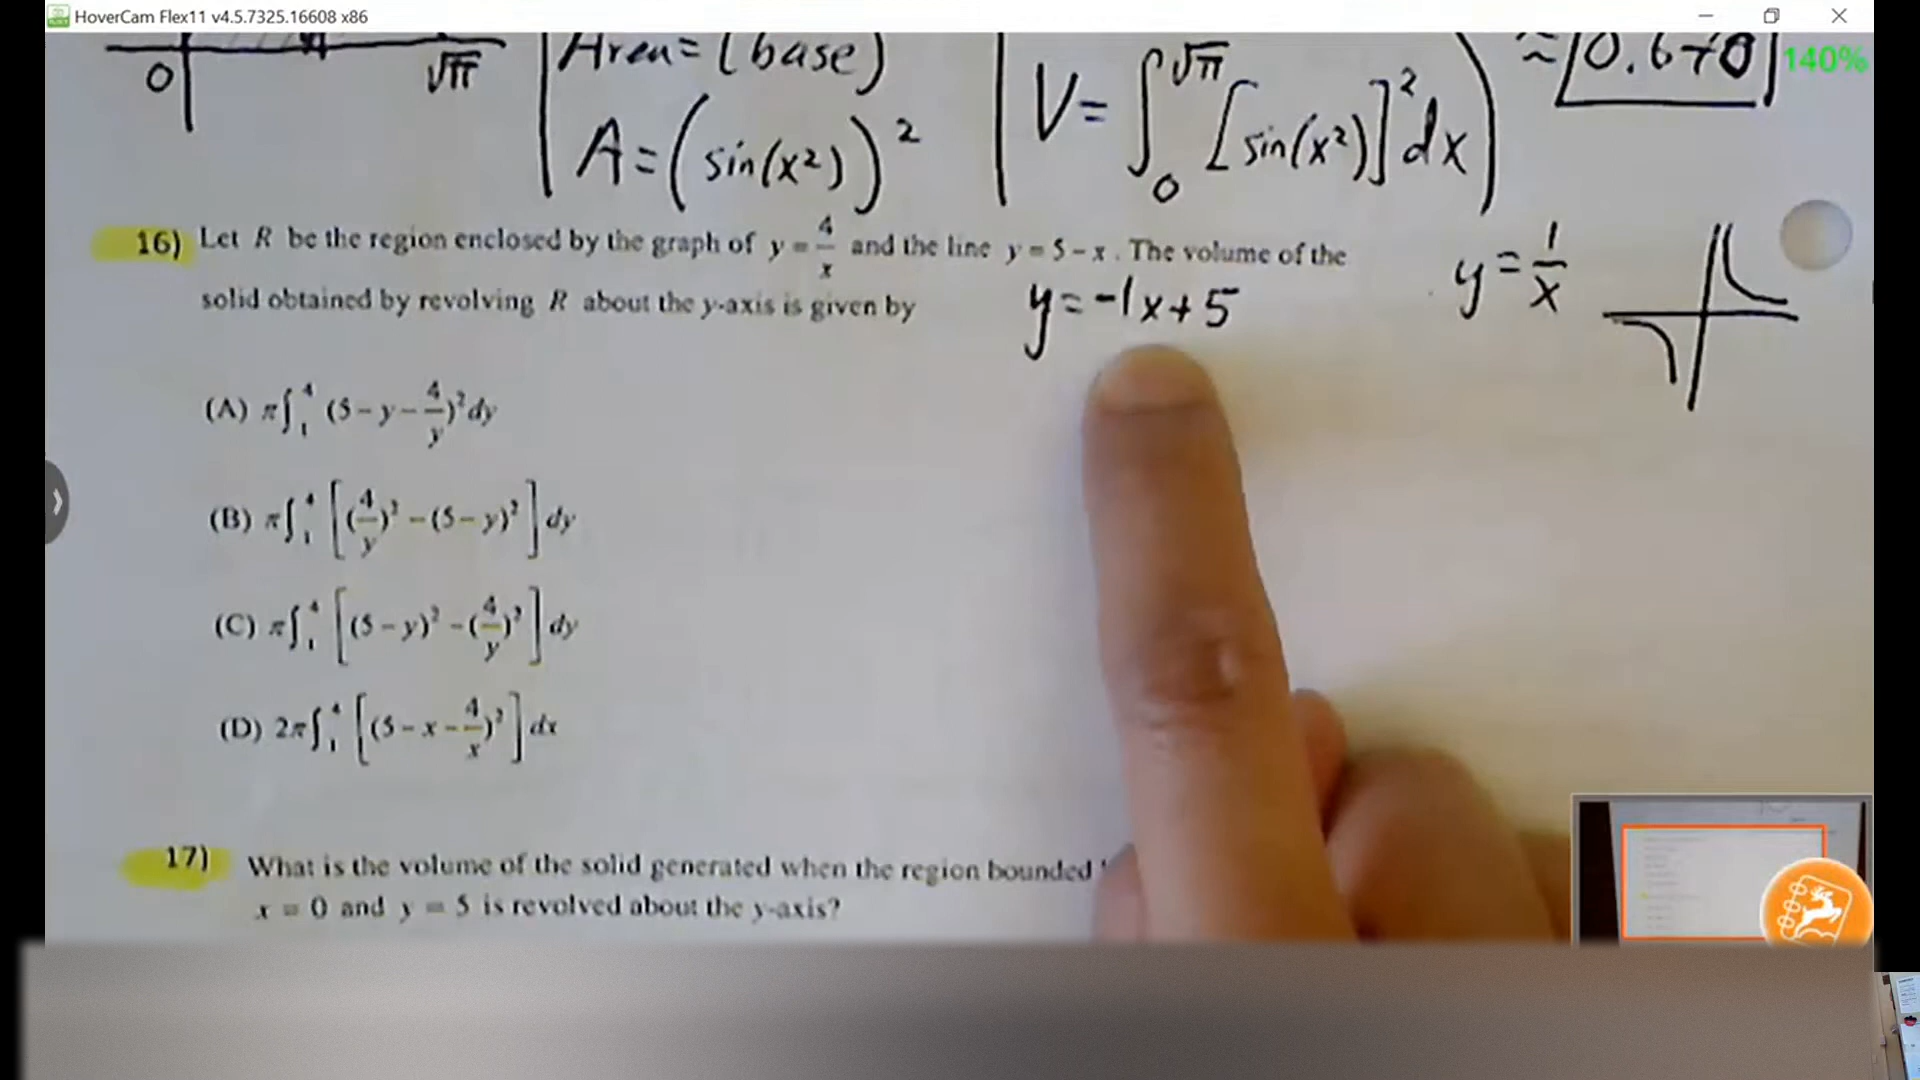 HoverCam Flex11 v4.5.7325.16608 x86
140%
0 √π
Area = (base)
A = (sin(x²))²
V = ∫₀^√π [sin(x²)]² dx
≈ 0.670
16) Let R be the region enclosed by the graph of y = 4/x and the line y = 5 – x. The volume of the
solid obtained by revolving R about the y-axis is given by
y = -1x + 5
y = 1/x
(A) π∫₁⁴ (5 – y – 4/y)² dy
(B) π∫₁⁴ [(4/y)² – (5 – y)²] dy
(C) π∫₁⁴ [(5 – y)² – (4/y)²] dy
(D) 2π∫₁⁴ [(5 – x – 4/x)²] dx
17) What is the volume of the solid generated when the region bounded
x = 0 and y = 5 is revolved about the y-axis?